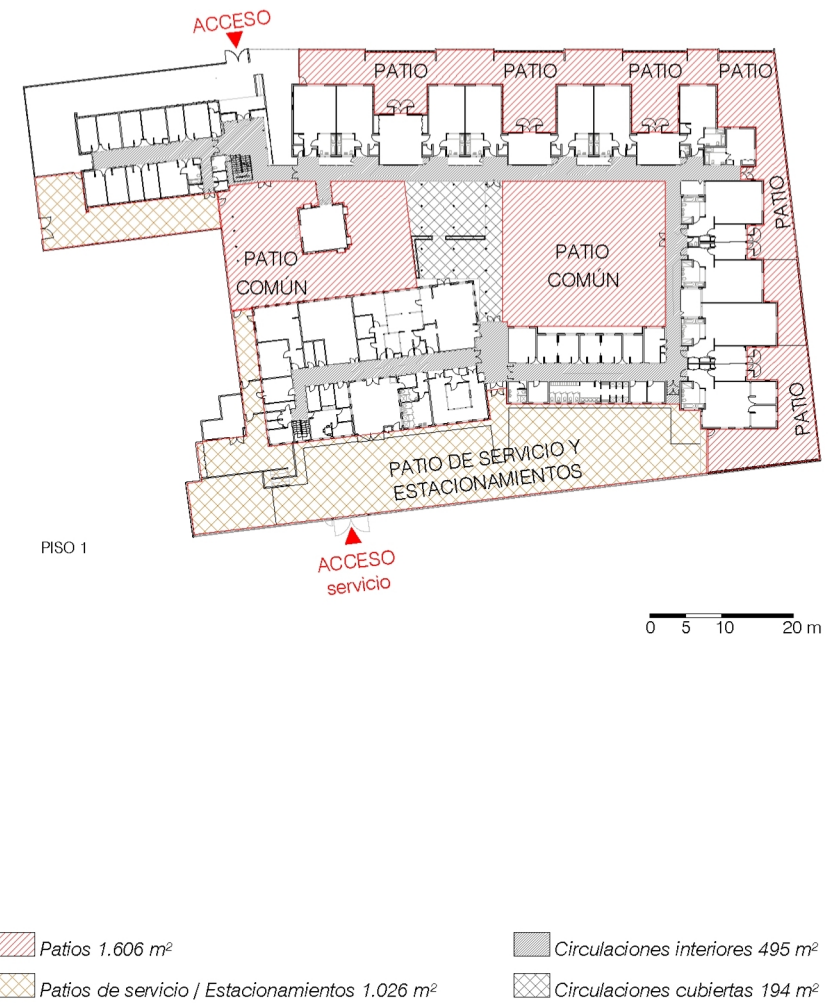 ACCESO
PATIO
PATIO
PATIO
PATIO
PATIO
PATIO
COMÚN
PATIO
COMÚN
PATIO
PATIO DE SERVICIO Y
ESTACIONAMIENTOS
PISO 1
ACCESO
servicio
0 5 10 20 m
Patios 1.606 m²
Circulaciones interiores 495 m²
Patios de servicio / Estacionamientos 1.026 m²
Circulaciones cubiertas 194 m²